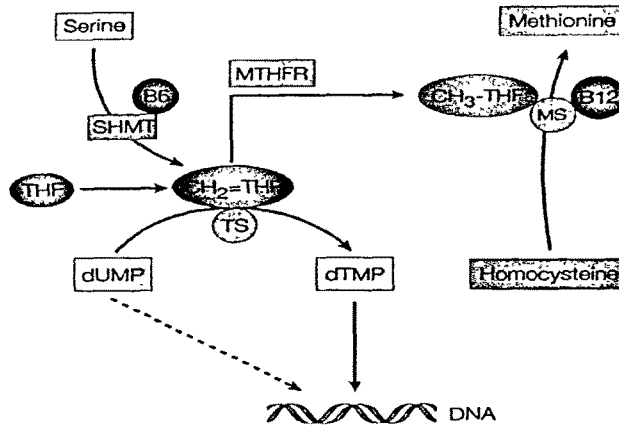 Serine
Methionine
MTHFR
B6
CH3-THF
B12
MS
SHMT
THF
CH2=THF
TS
dUMP
dTMP
Homocysteine
DNA